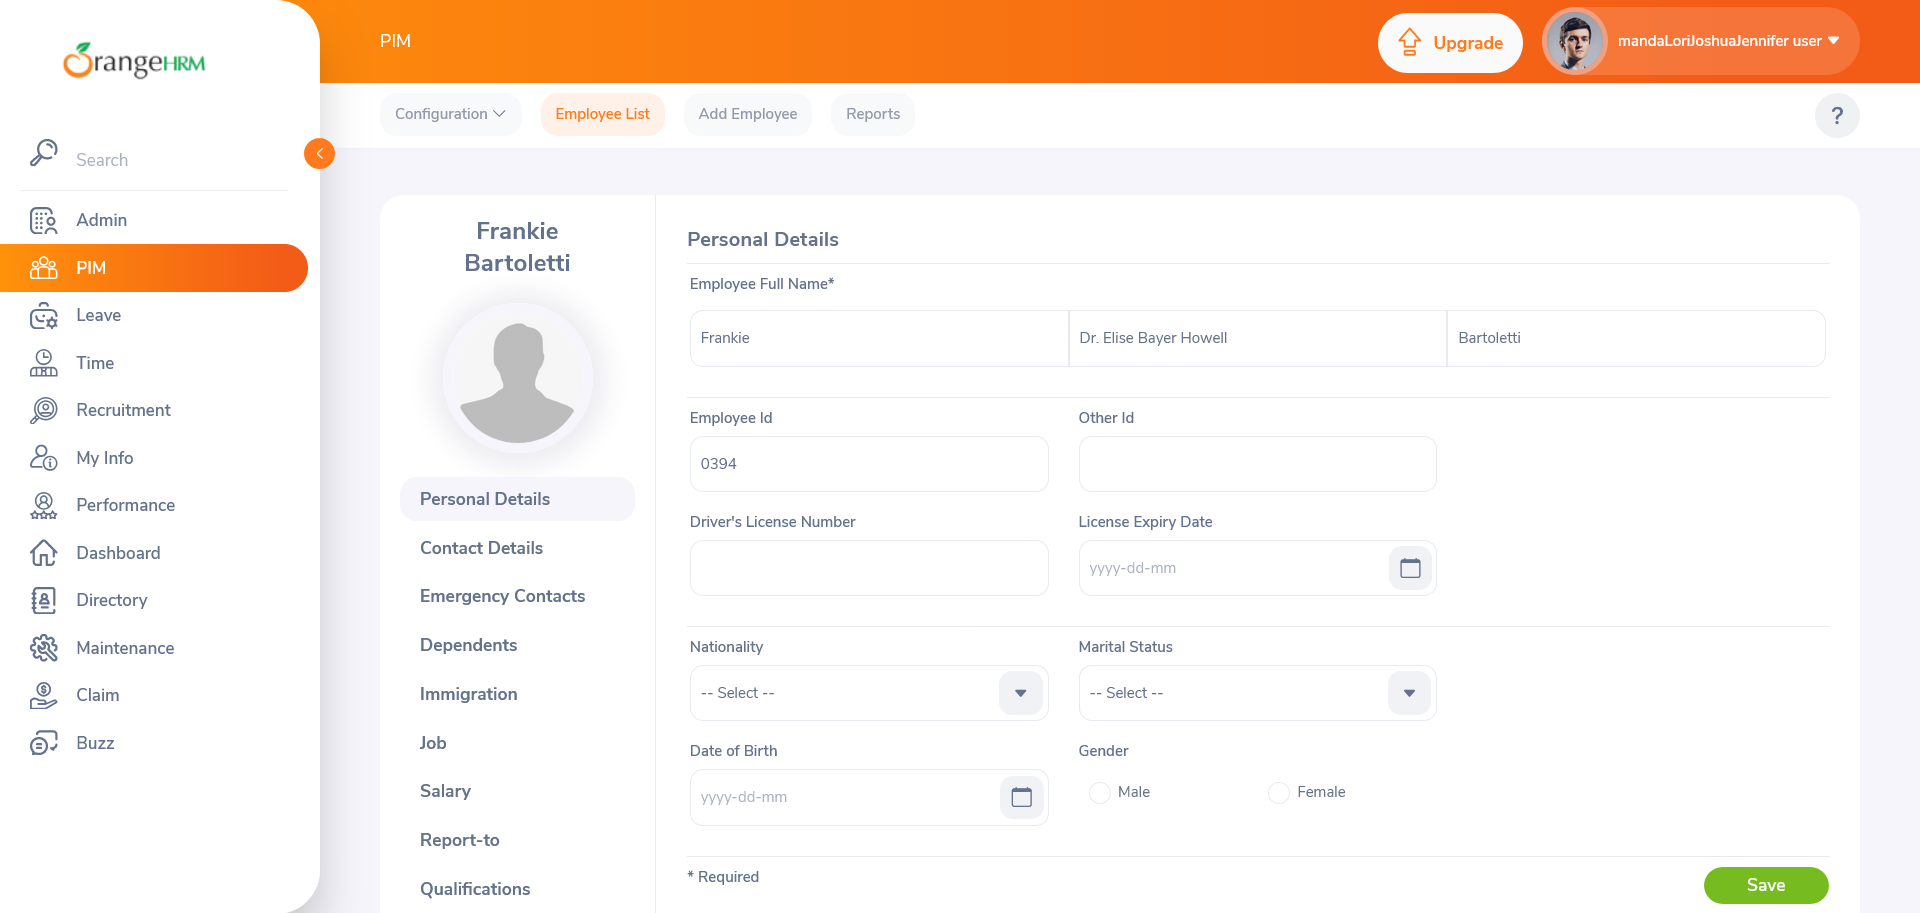 OrangeHRM
Search
Admin
PIM
Leave
Time
Recruitment
My Info
Performance
Dashboard
Directory
Maintenance
Claim
Buzz
PIM
Upgrade
mandaLoriJoshuaJennifer user
Configuration
Employee List
Add Employee
Reports
?
Frankie
Bartoletti
Personal Details
Contact Details
Emergency Contacts
Dependents
Immigration
Job
Salary
Report-to
Qualifications
Personal Details
Employee Full Name*
Frankie
Dr. Elise Bayer Howell
Bartoletti
Employee Id
Other Id
0394
Driver's License Number
License Expiry Date
yyyy-dd-mm
Nationality
Marital Status
-- Select --
-- Select --
Date of Birth
Gender
yyyy-dd-mm
Male
Female
* Required
Save